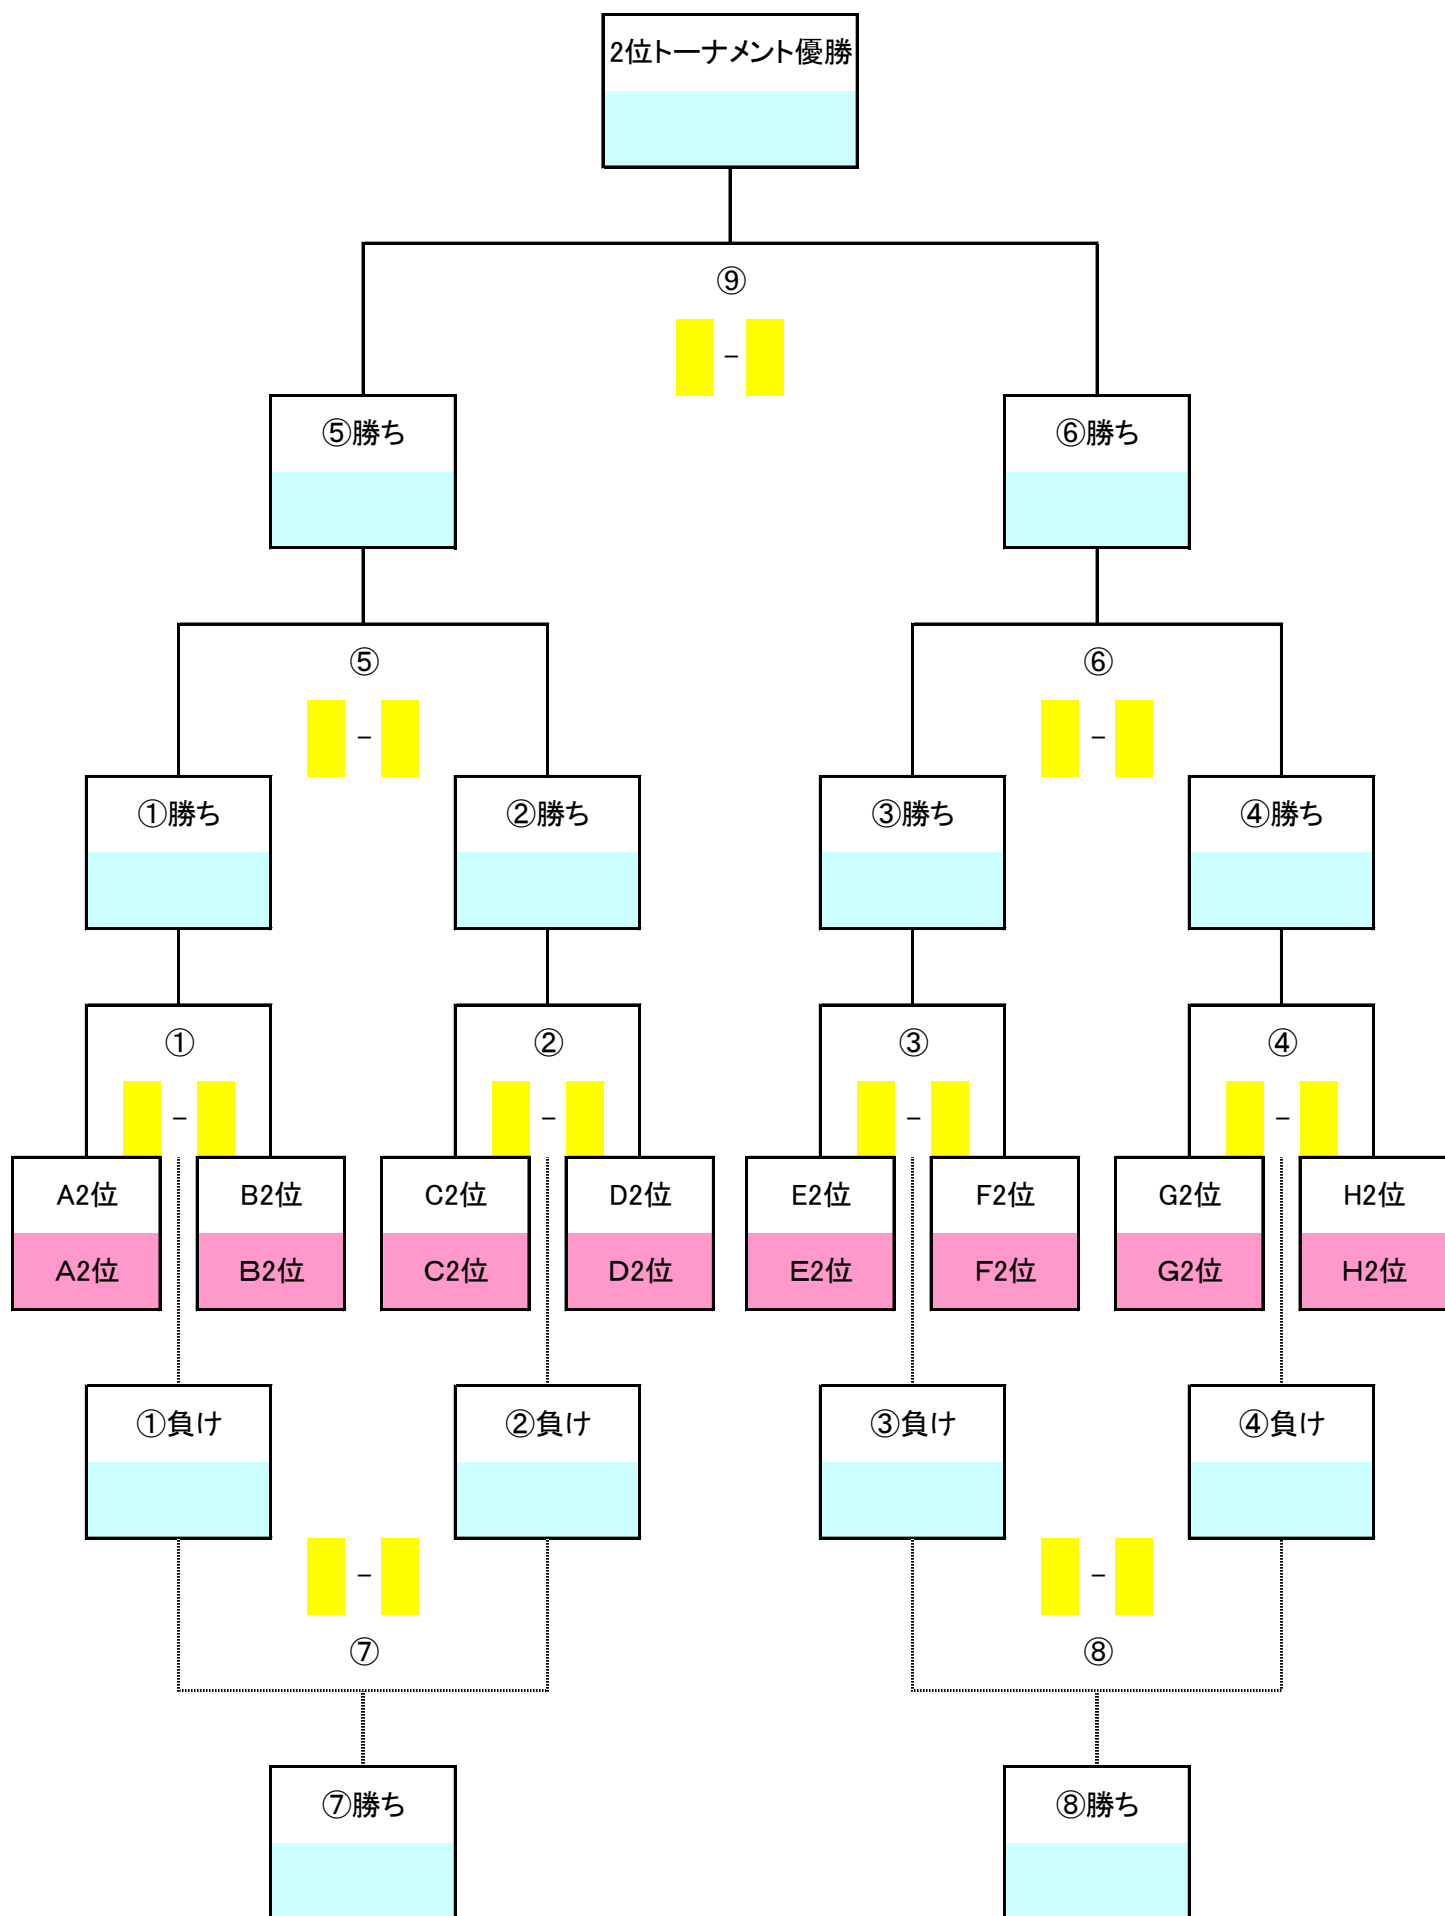 2位トーナメント優勝
⑨
-
⑤勝ち
⑥勝ち
⑤
⑥
-
-
①勝ち
②勝ち
③勝ち
④勝ち
①
②
③
④
-
-
-
-
A2位
B2位
C2位
D2位
E2位
F2位
G2位
H2位
A2位
B2位
C2位
D2位
E2位
F2位
G2位
H2位
①負け
②負け
③負け
④負け
-
-
⑦
⑧
⑦勝ち
⑧勝ち